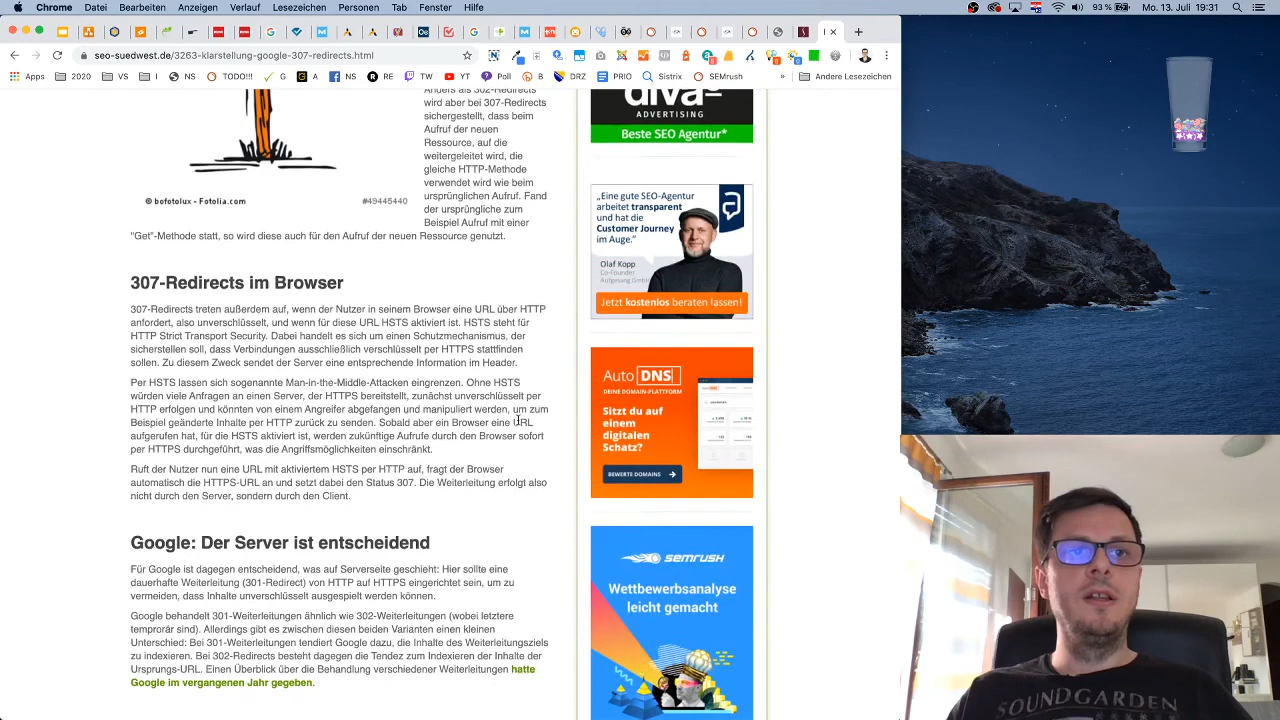 Chrome Ablage Bearbeiten Anzeigen Verlauf Lesezeichen Personen Tab Fenster Hilfe
93 % Mo. 13. Juli 19:31
seo-suedwest.de/3263-klarstellung-google-307-redirects.html
Apps 2020 VS I NS TODO!!! G A NS RE TW YT Poll B DRZ PRIO Sistrix SEMrush » Andere Lesezeichen
Anders als 302-Redirects
wird aber bei 307-Redirects
sichergestellt, dass beim
Aufruf der neuen
Ressource, auf die
weitergeleitet wird, die
gleiche HTTP-Methode
verwendet wird wie beim
ursprünglichen Aufruf. Fand
der ursprüngliche zum
Beispiel Aufruf mit einer
"Get"-Methode statt, so wird diese auch für den Aufruf der neuen Ressource genutzt.
© bofotolux - Fotolia.com #49445440
307-Redirects im Browser
307-Redirects treten außerdem auf, wenn der Nutzer in seinem Browser eine URL über HTTP
anfordert, also unverschlüsselt, und wenn für diese URL HSTS aktiviert ist. HSTS steht für
HTTP Strict Transport Security. Dabei handelt es sich um einen Schutzmechanismus, der
sicherstellen soll, dass Verbindungen ausschließlich verschlüsselt per HTTPS stattfinden
sollen. Zu diesem Zweck sendet der Server eine entsprechende Information im Header.
Per HSTS lassen sich sogenannte Man-in-the-Middle-Attacken eingrenzen. Ohne HSTS
würden viele Anfragen an einen Server, der HTTPS bereitstellt, zunächst unverschlüsselt per
HTTP erfolgen und könnten von einem Angreifer abgefangen und manipuliert werden, um zum
Beispiel geänderte Inhalte per HTTP zurück zu senden. Sobald aber ein Browser eine URL
aufgerufen hat, für die HSTS aktiviert ist, werden zukünftige Aufrufe durch den Browser sofort
per HTTPS durchgeführt, was die Angriffsmöglichkeiten einschränkt.
Ruft der Nutzer nun eine URL mit aktiviertem HSTS per HTTP auf, fragt der Browser
automatisch die HTTPS-URL an und setzt dabei den Status 307. Die Weiterleitung erfolgt also
nicht durch den Server, sondern durch den Client.
Google: Der Server ist entscheidend
Für Google ist dagegen entscheidend, was auf Serverseite geschieht: Hier sollte eine
dauerhafte Weiterleitung (301-Redirect) von HTTP auf HTTPS eingerichtet sein, um zu
vermeiden, dass Inhalte unverschlüsselt ausgespielt werden können.
Google behandelt 301-Weiterleitungen ähnlich wie 302-Weiterleitungen (wobei letztere
temprorär sind). Allerdings gibt es zwischen diesen beiden Varianten einen kleinen
Unterschied: Bei 301-Weiterleitungen tendiert Google dazu, die Inhalte des Weiterleitungsziels
zu indexieren. Bei 302-Redirects besteht dagegen die Tendez zum Indexieren der Inhalte der
Ursprungs-URL. Einen Überblick über die Behandlung verschiedener Weiterleitungen hatte
Google im vergangenen Jahr gegeben.
diva-e
ADVERTISING
Beste SEO Agentur*
„Eine gute SEO-Agentur
arbeitet transparent
und hat die
Customer Journey
im Auge.”
Olaf Kopp
Co-Founder
Aufgesang GmbH
Jetzt kostenlos beraten lassen!
Auto DNS
DEINE DOMAIN-PLATTFORM
Sitzt du auf
einem
digitalen
Schatz?
BEWERTE DOMAINS →
SEMRUSH
Wettbewerbsanalyse
leicht gemacht
SOUNDGARDEN